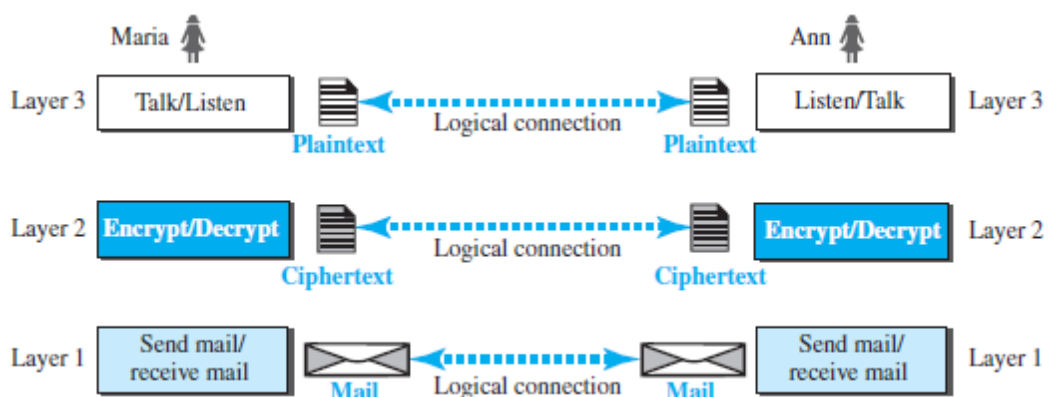 Maria
Ann
Layer 3
Talk/Listen
Logical connection
Listen/Talk
Layer 3
Plaintext
Plaintext
Layer 2
Encrypt/Decrypt
Logical connection
Encrypt/Decrypt
Layer 2
Ciphertext
Ciphertext
Layer 1
Send mail/
receive mail
Logical connection
Send mail/
receive mail
Layer 1
Mail
Mail